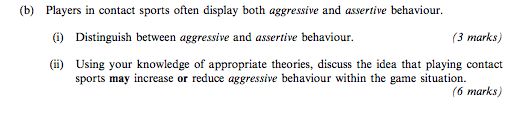 (b) Players in contact sports often display both aggressive and assertive behaviour.
(i) Distinguish between aggressive and assertive behaviour. (3 marks)
(ii) Using your knowledge of appropriate theories, discuss the idea that playing contact
sports may increase or reduce aggressive behaviour within the game situation.
(6 marks)